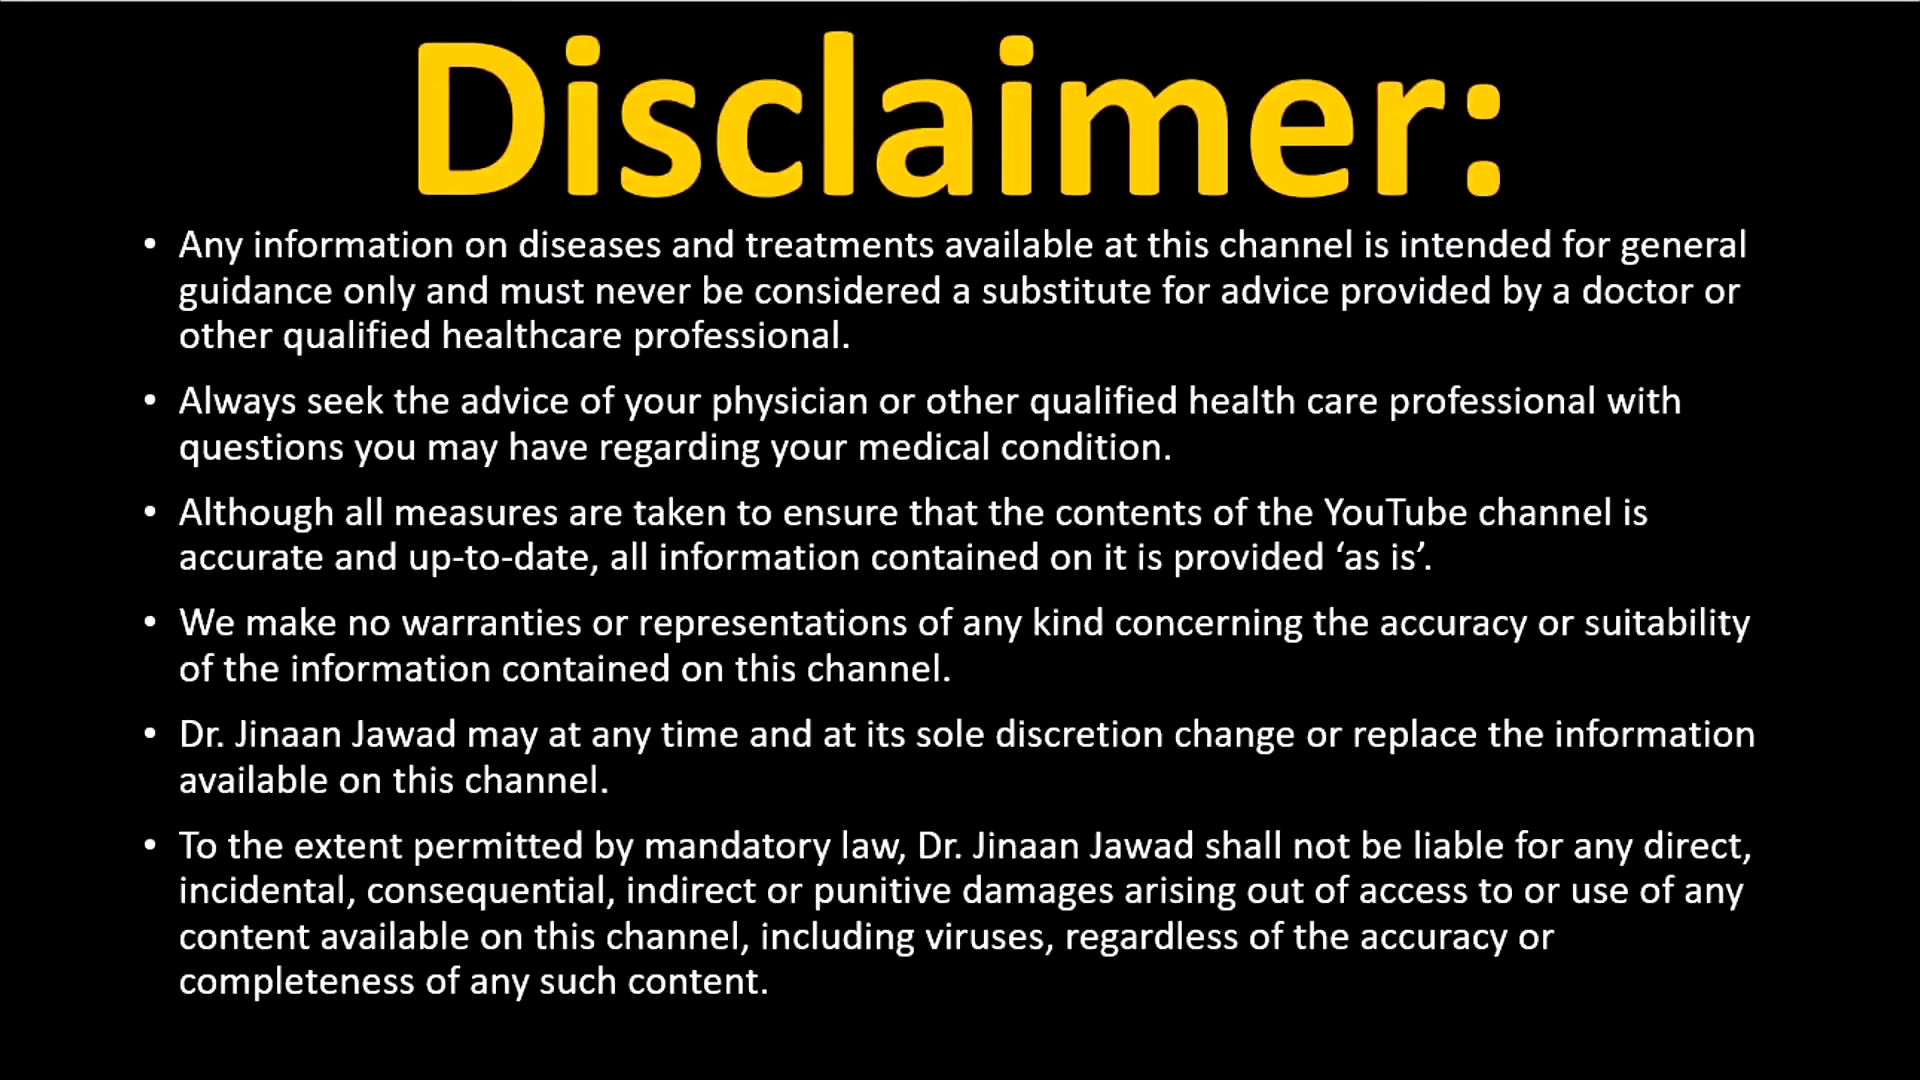 Disclaimer:
• Any information on diseases and treatments available at this channel is intended for general
guidance only and must never be considered a substitute for advice provided by a doctor or
other qualified healthcare professional.
• Always seek the advice of your physician or other qualified health care professional with
questions you may have regarding your medical condition.
• Although all measures are taken to ensure that the contents of the YouTube channel is
accurate and up-to-date, all information contained on it is provided ‘as is’.
• We make no warranties or representations of any kind concerning the accuracy or suitability
of the information contained on this channel.
• Dr. Jinaan Jawad may at any time and at its sole discretion change or replace the information
available on this channel.
• To the extent permitted by mandatory law, Dr. Jinaan Jawad shall not be liable for any direct,
incidental, consequential, indirect or punitive damages arising out of access to or use of any
content available on this channel, including viruses, regardless of the accuracy or
completeness of any such content.